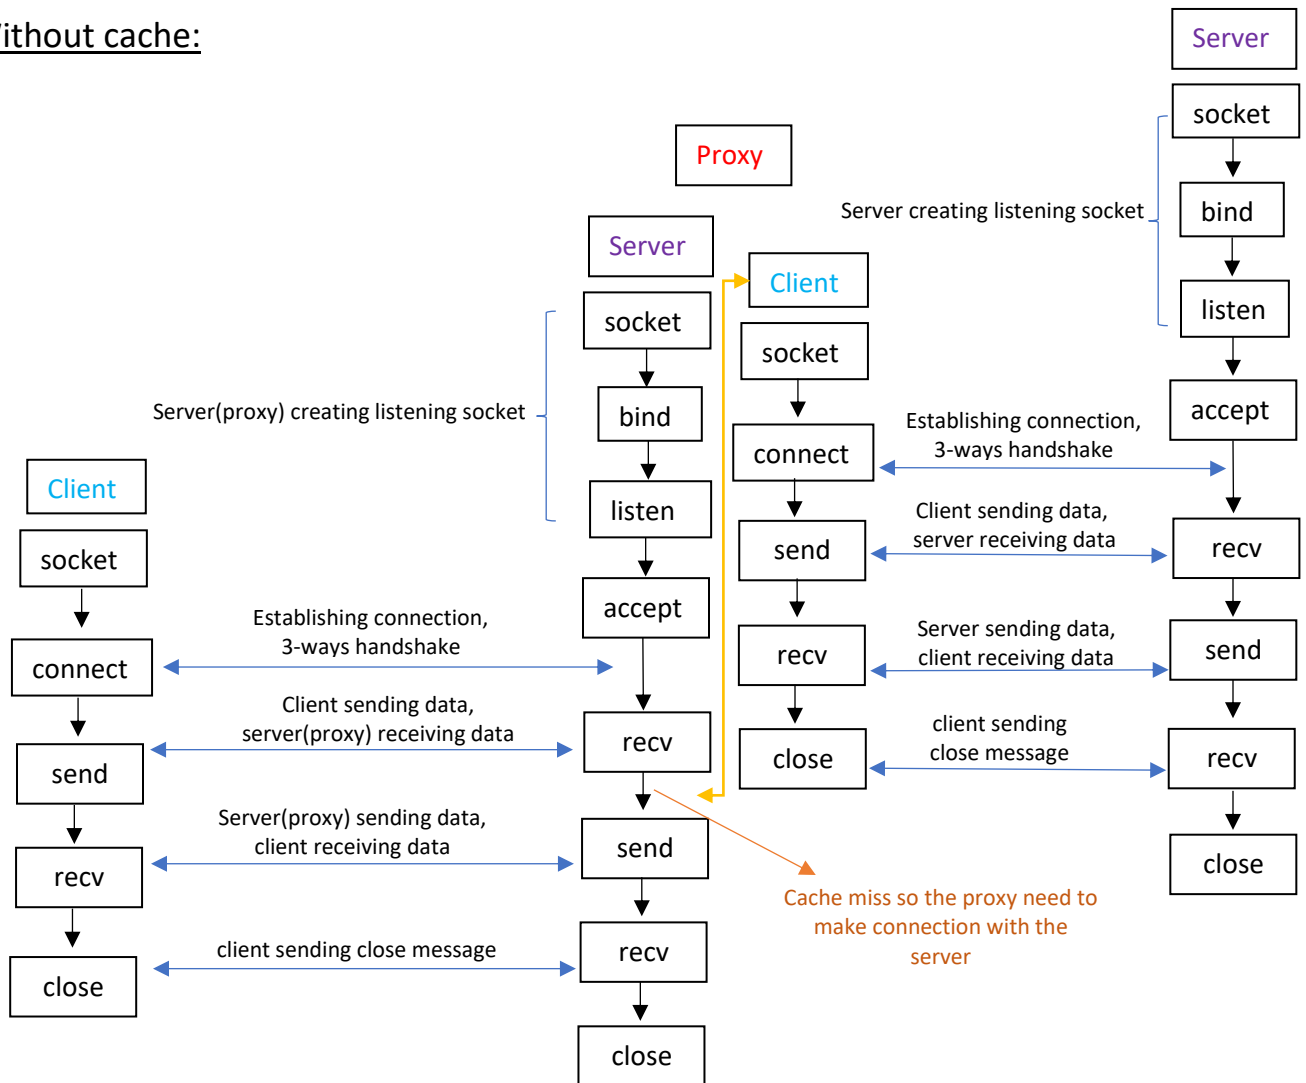 ithout cache:
Server
socket
bind
listen
Server creating listening socket
accept
recv
send
recv
close
Proxy
Server
socket
bind
listen
Server(proxy) creating listening socket
accept
recv
send
recv
close
Client
socket
connect
send
recv
close
Establishing connection,
3-ways handshake
Client sending data,
server receiving data
Server sending data,
client receiving data
client sending
close message
Client
socket
connect
send
recv
close
Establishing connection,
3-ways handshake
Client sending data,
server(proxy) receiving data
Server(proxy) sending data,
client receiving data
client sending close message
Cache miss so the proxy need to
make connection with the
server